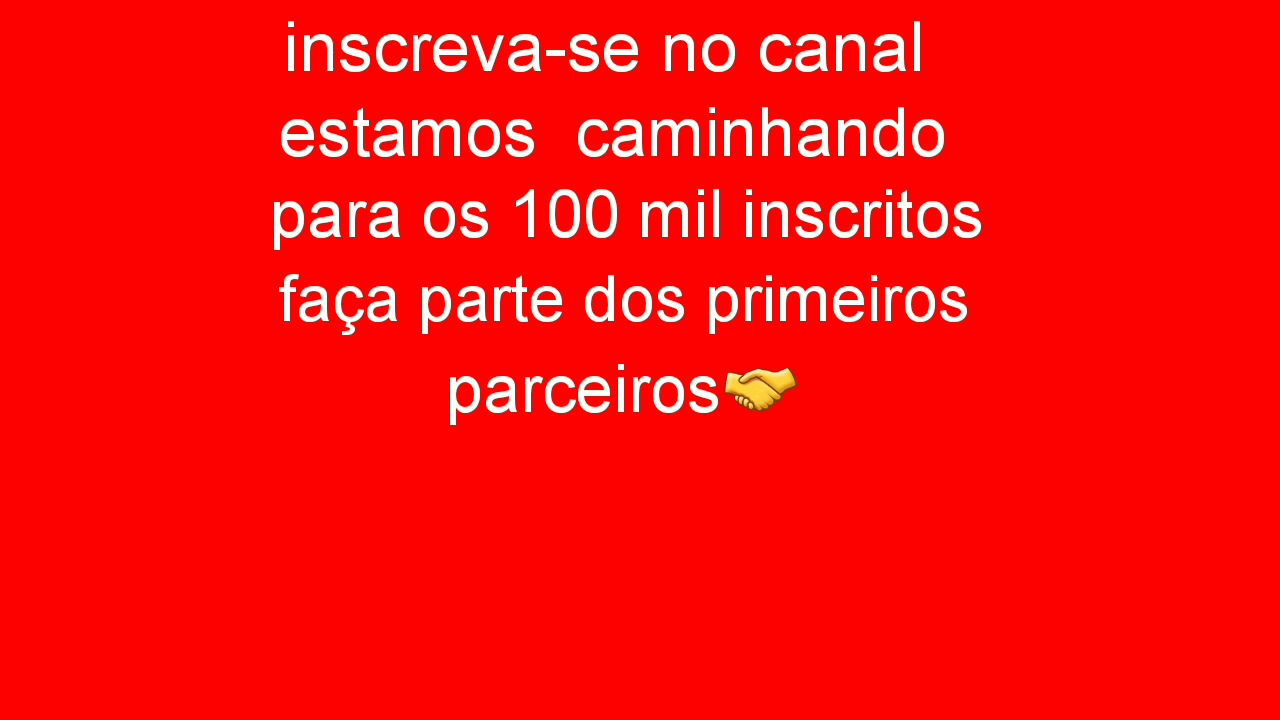 inscreva-se no canal
estamos  caminhando
para os 100 mil inscritos
faça parte dos primeiros
parceiros🤝